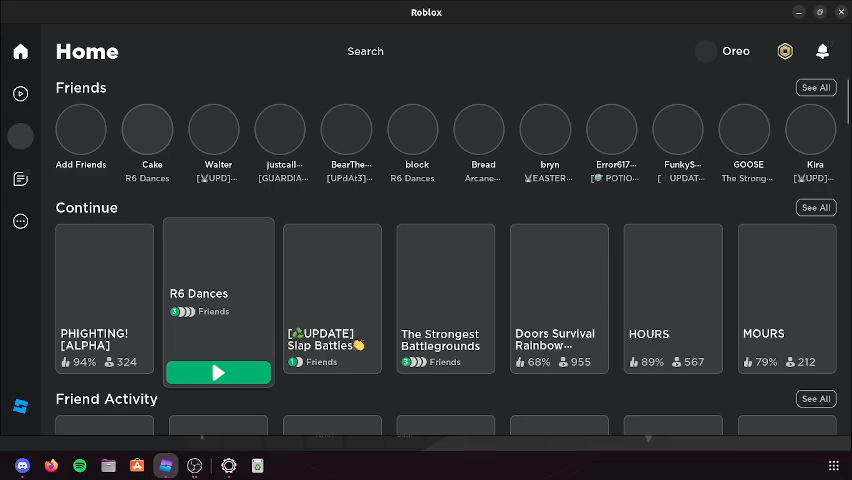 Roblox
Home
Search
Oreo
Friends
See All
Add Friends
Cake
R6 Dances
Walter
[🐰UPD]···
justcall···
[GUARDIA···
BearThe···
[UPdAt3]···
block
R6 Dances
Bread
Arcane···
bryn
🐰EASTER···
Error617···
[🌎 POTIO···
FunkyS···
UPDAT···
GOOSE
The Strong···
Kira
[🐰UPD]···
Continue
See All
PHIGHTING!
[ALPHA]
94% 324
R6 Dances
3 Friends
[♻️UPDATE]
Slap Battles👏
1 Friends
The Strongest
Battlegrounds
3 Friends
Doors Survival
Rainbow···
68% 955
HOURS
89% 567
MOURS
79% 212
Friend Activity
See All